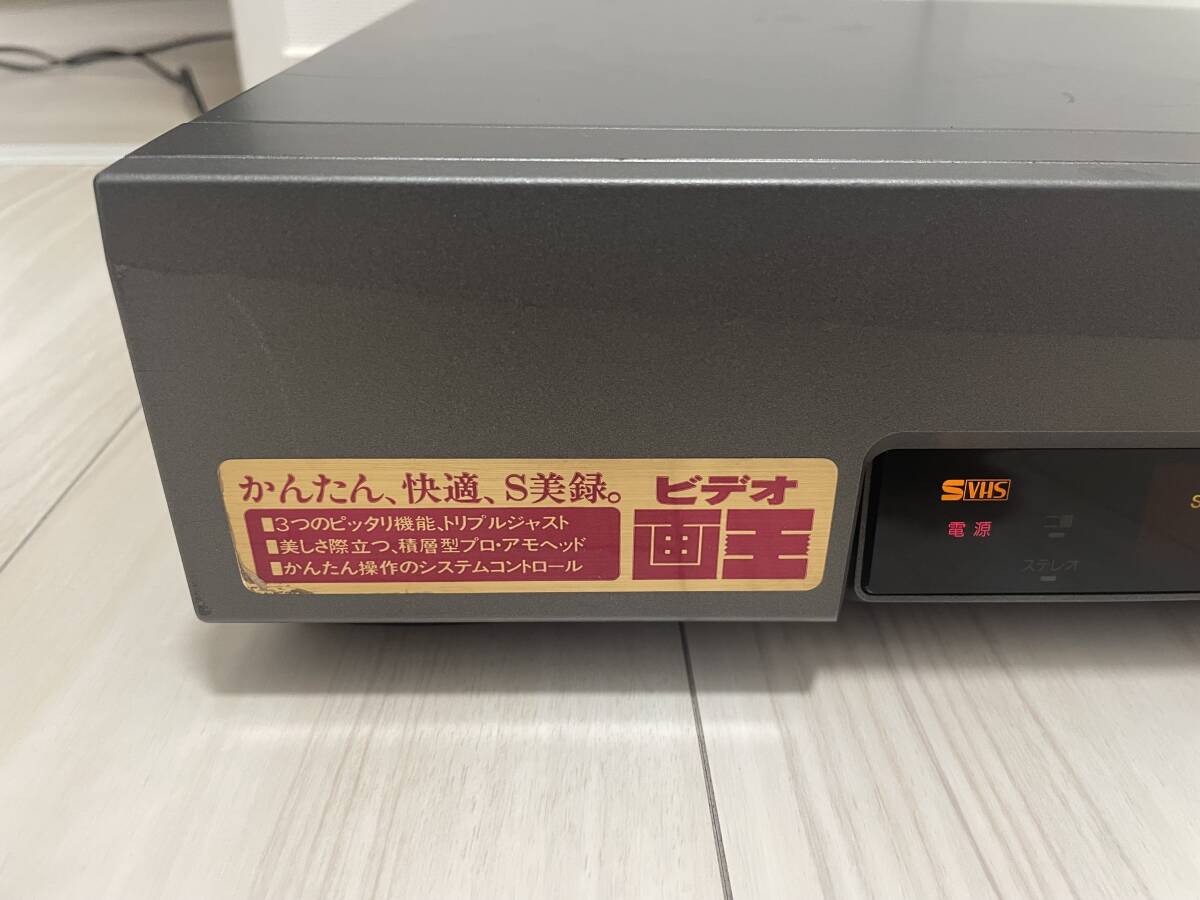 かんたん、快適、S美録。
■3つのピッタリ機能、トリプルジャスト
■美しさ際立つ、積層型プロ・アモヘッド
■かんたん操作のシステムコントロール
ビデオ
画王
S VHS
電源
ステレオ
S